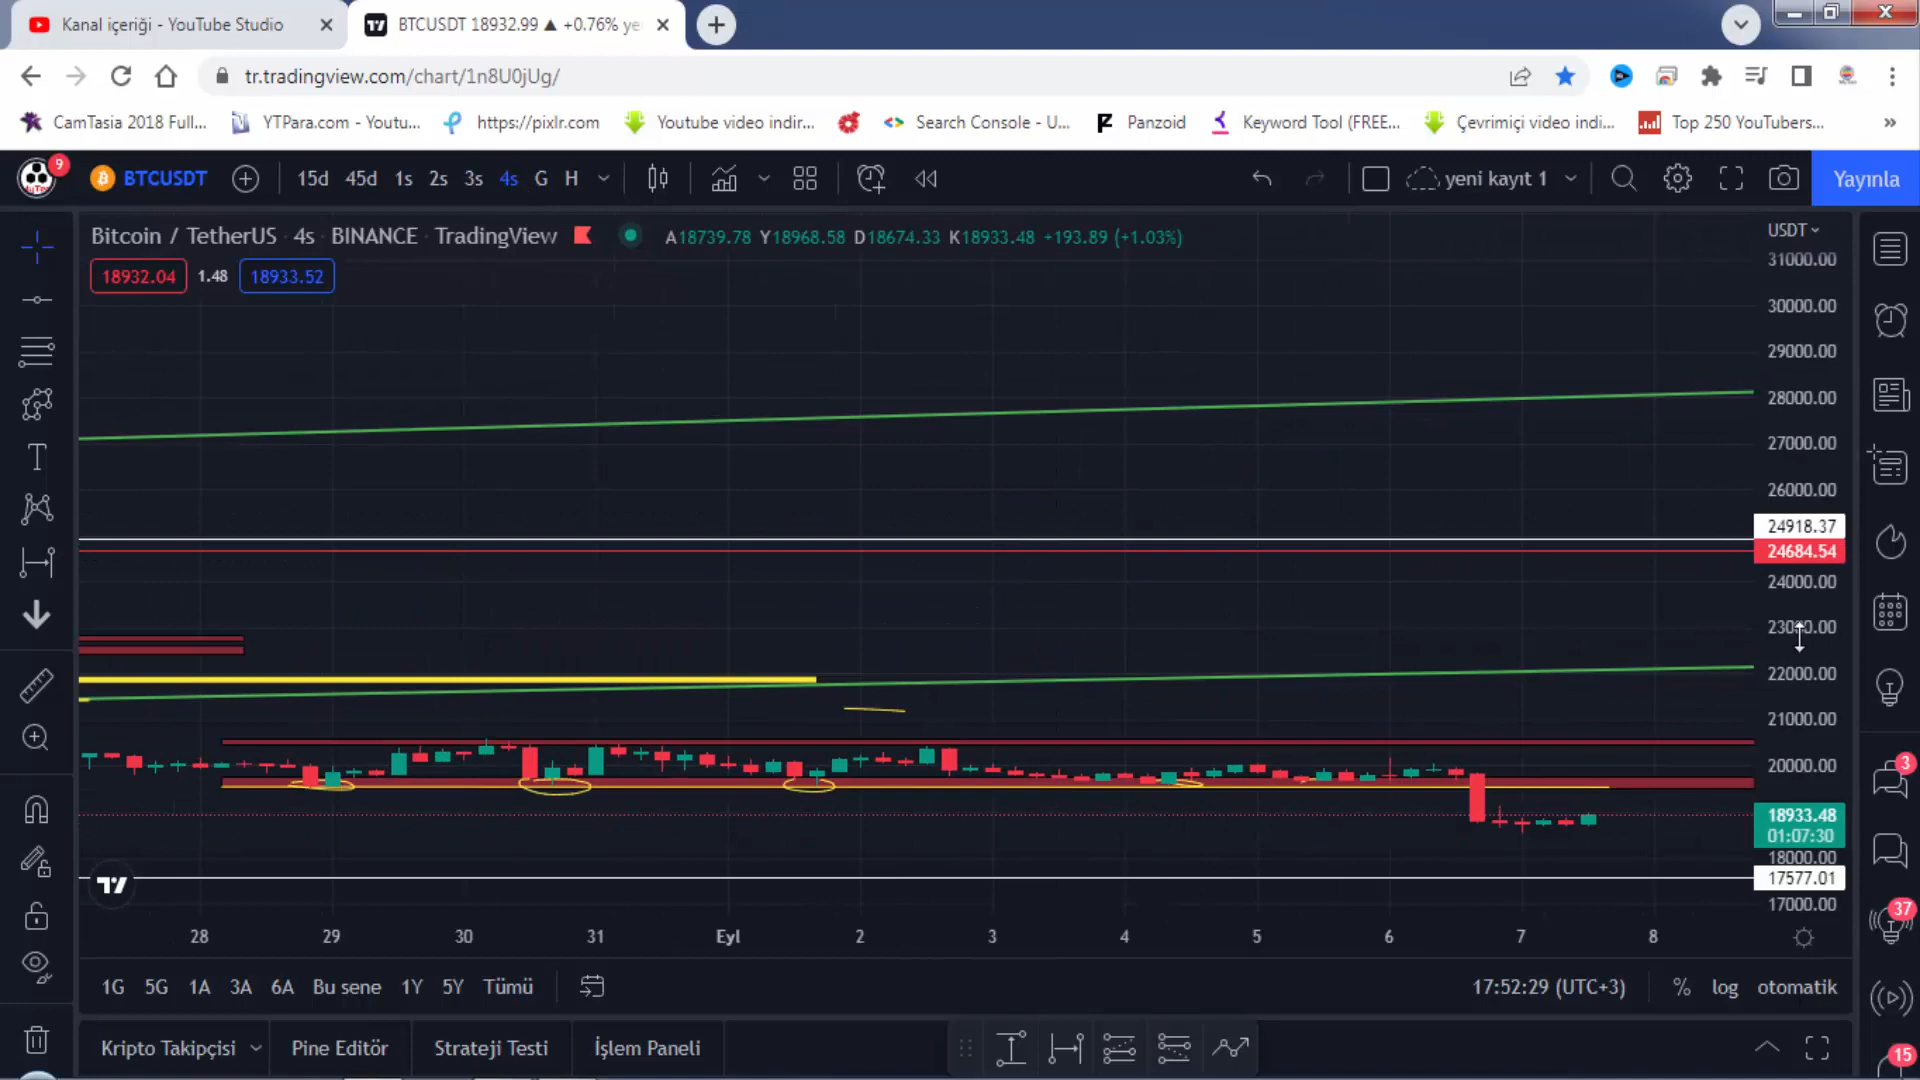 Kanal içeriği - YouTube Studio
BTCUSDT 18932.99 ▲ +0.76% ye
tr.tradingview.com/chart/1n8U0jUg/
CamTasia 2018 Full...
YTPara.com - Youtu...
https://pixlr.com
Youtube video indir...
Search Console - U...
Panzoid
Keyword Tool (FREE...
Çevrimiçi video indi...
Top 250 YouTubers...
»
9
BTCUSDT
15d 45d 1s 2s 3s 4s G H
yeni kayıt 1
Yayınla
Bitcoin / TetherUS · 4s · BINANCE · TradingView
A18739.78 Y18968.58 D18674.33 K18933.48 +193.89 (+1.03%)
USDT
18932.04 1.48 18933.52
31000.00
30000.00
29000.00
28000.00
27000.00
26000.00
24918.37
24684.54
24000.00
23000.00
22000.00
21000.00
20000.00
18933.48
01:07:30
18000.00
17577.01
17000.00
3
37
15
28 29 30 31 Eyl 2 3 4 5 6 7 8
1G 5G 1A 3A 6A Bu sene 1Y 5Y Tümü
17:52:29 (UTC+3) % log otomatik
Kripto Takipçisi Pine Editör Strateji Testi İşlem Paneli